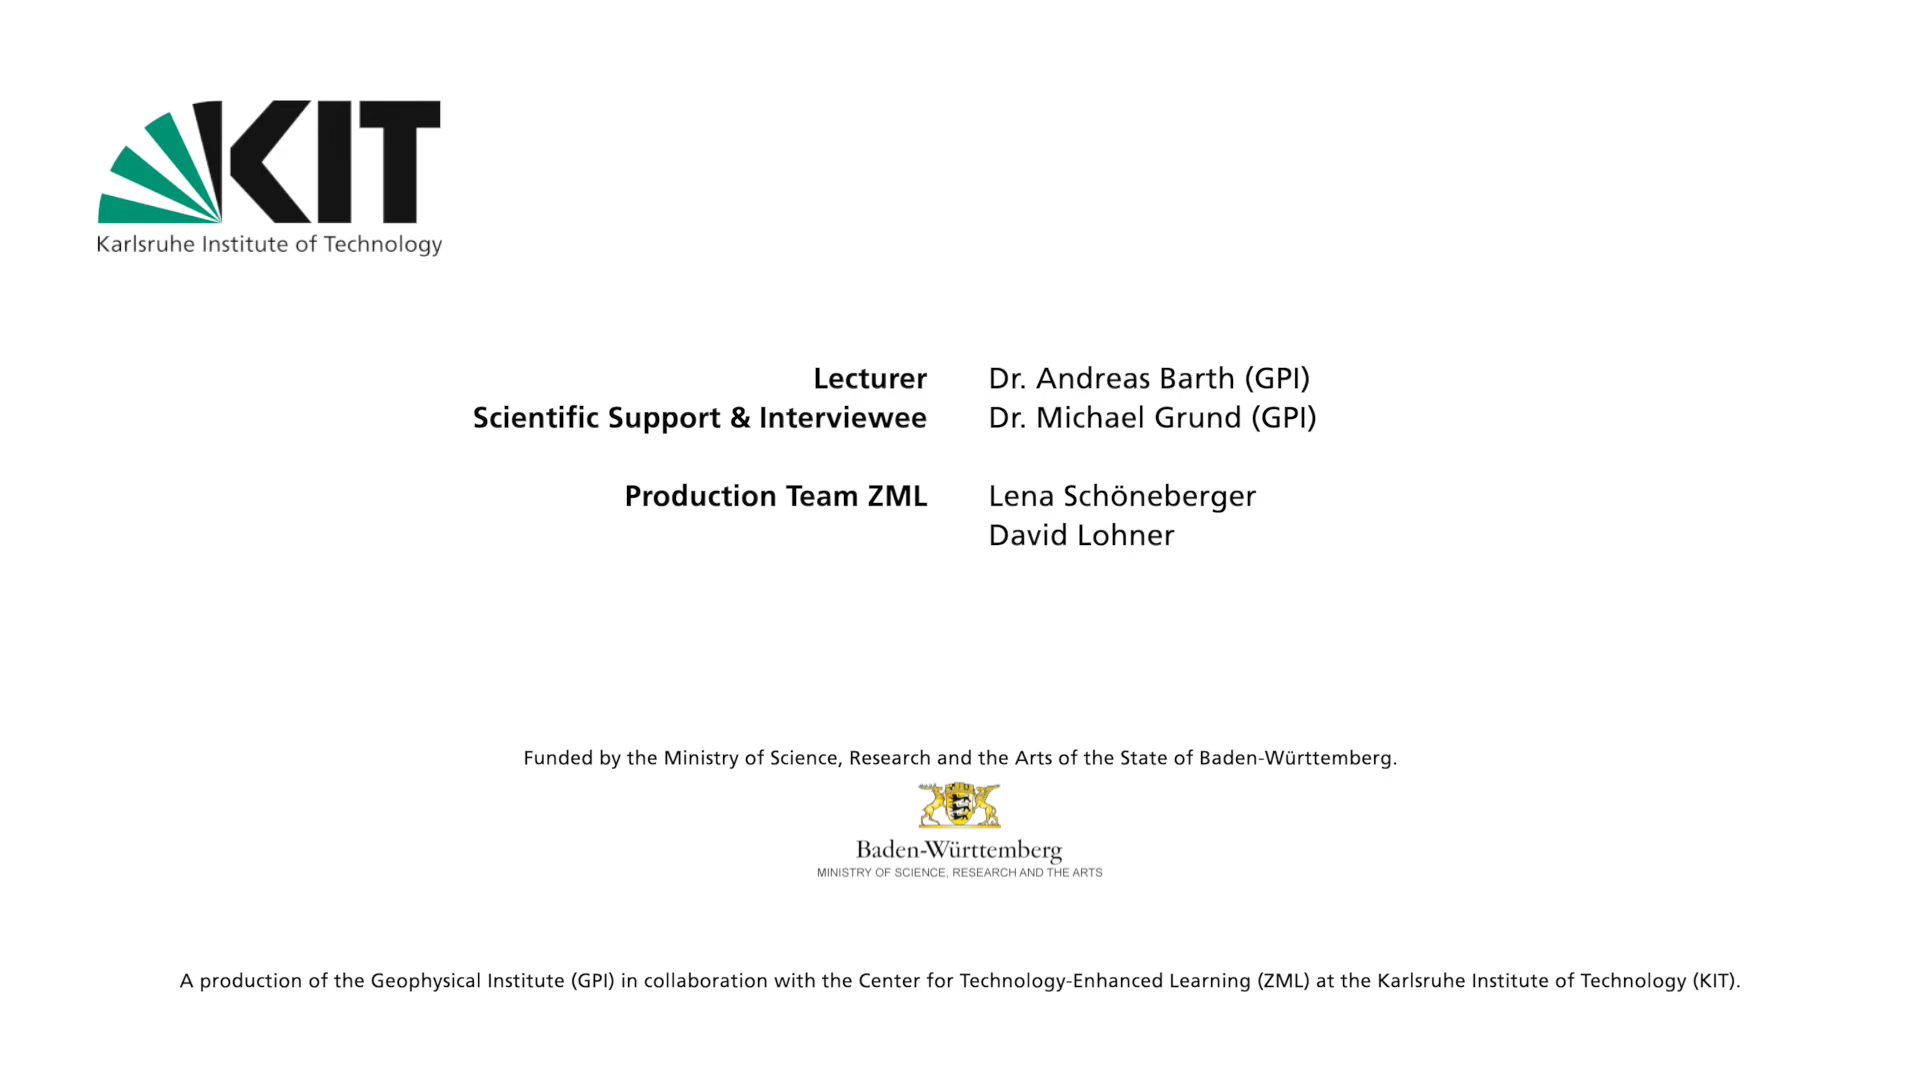 KIT
Karlsruhe Institute of Technology
Lecturer Dr. Andreas Barth (GPI)
Scientific Support & Interviewee Dr. Michael Grund (GPI)
Production Team ZML Lena Schöneberger
David Lohner
Funded by the Ministry of Science, Research and the Arts of the State of Baden-Württemberg.
Baden-Württemberg
MINISTRY OF SCIENCE, RESEARCH AND THE ARTS
A production of the Geophysical Institute (GPI) in collaboration with the Center for Technology-Enhanced Learning (ZML) at the Karlsruhe Institute of Technology (KIT).